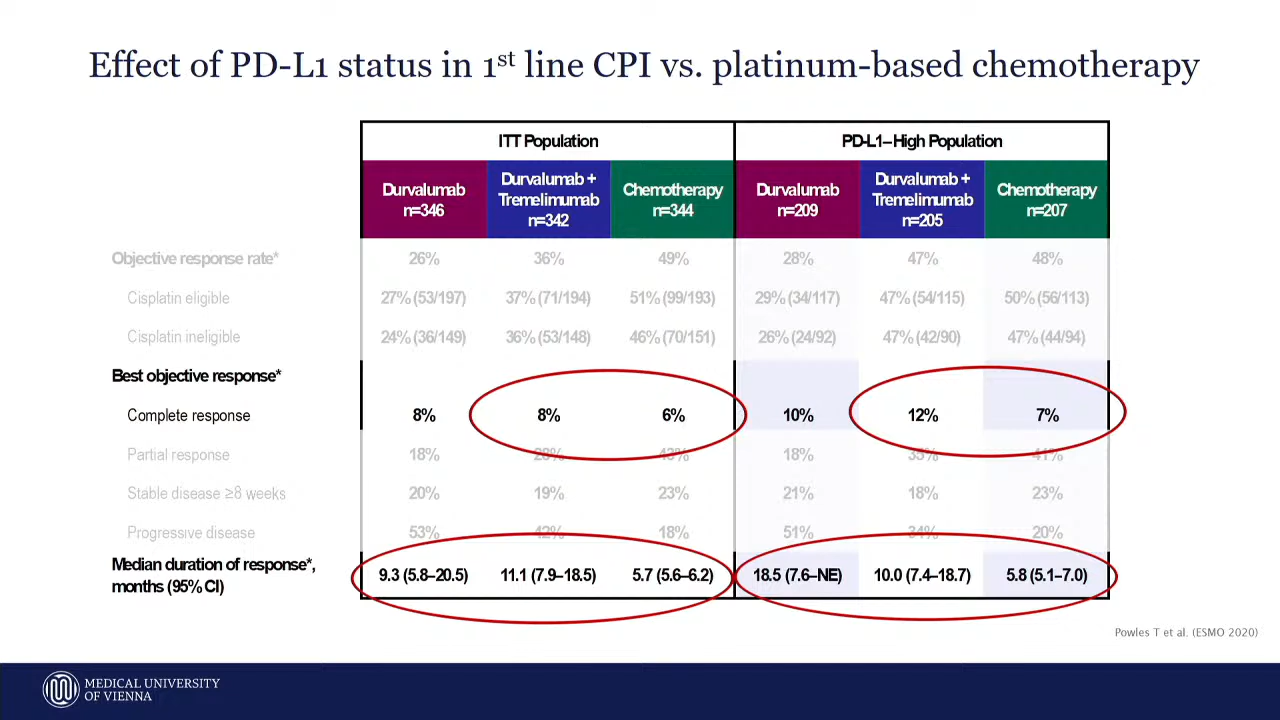 Effect of PD-L1 status in 1st line CPI vs. platinum-based chemotherapy
ITT Population PD-L1–High Population
Durvalumab n=346 Durvalumab + Tremelimumab n=342 Chemotherapy n=344 Durvalumab n=209 Durvalumab + Tremelimumab n=205 Chemotherapy n=207
Objective response rate* 26% 36% 49% 28% 47% 48%
Cisplatin eligible 27% (53/197) 37% (71/194) 51% (99/193) 29% (34/117) 47% (54/115) 50% (56/113)
Cisplatin ineligible 24% (36/149) 36% (53/148) 46% (70/151) 26% (24/92) 47% (42/90) 47% (44/94)
Best objective response*
Complete response 8% 8% 6% 10% 12% 7%
Partial response 18% 28% 43% 18% 35% 41%
Stable disease ≥8 weeks 20% 19% 23% 21% 18% 23%
Progressive disease 53% 42% 18% 51% 34% 20%
Median duration of response*, months (95% CI) 9.3 (5.8–20.5) 11.1 (7.9–18.5) 5.7 (5.6–6.2) 18.5 (7.6–NE) 10.0 (7.4–18.7) 5.8 (5.1–7.0)
Powles T et al. (ESMO 2020)
MEDICAL UNIVERSITY
OF VIENNA